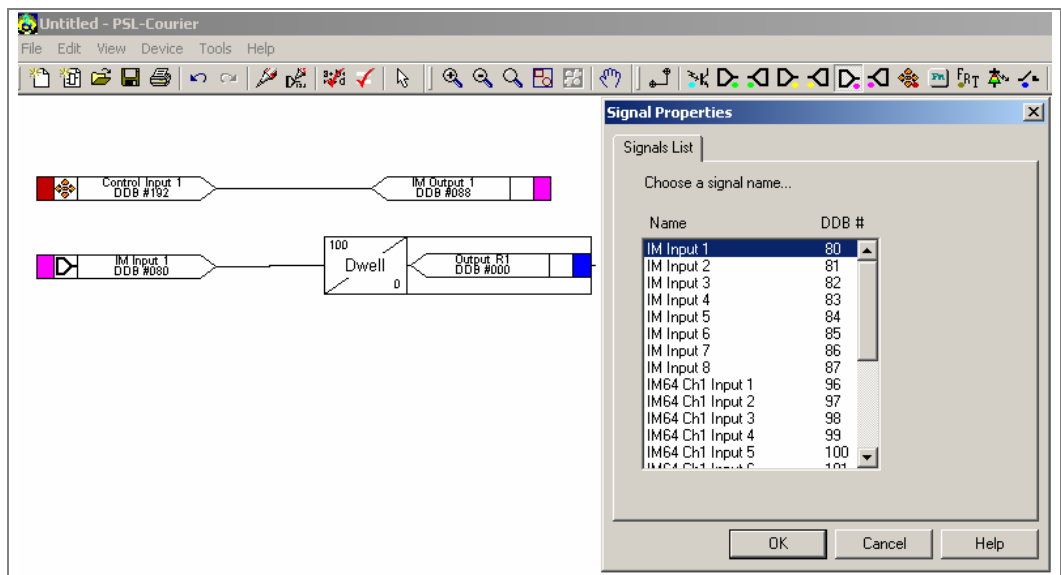 Untitled - PSL-Courier
File Edit View Device Tools Help
Fn FRT
Control Input 1
DDB #192
IM Output 1
DDB #088
IM Input 1
DDB #080
100
Dwell
0
Output R1
DDB #000
Signal Properties
Signals List
Choose a signal name...
Name DDB #
IM Input 1 80
IM Input 2 81
IM Input 3 82
IM Input 4 83
IM Input 5 84
IM Input 6 85
IM Input 7 86
IM Input 8 87
IM64 Ch1 Input 1 96
IM64 Ch1 Input 2 97
IM64 Ch1 Input 3 98
IM64 Ch1 Input 4 99
IM64 Ch1 Input 5 100
OK Cancel Help